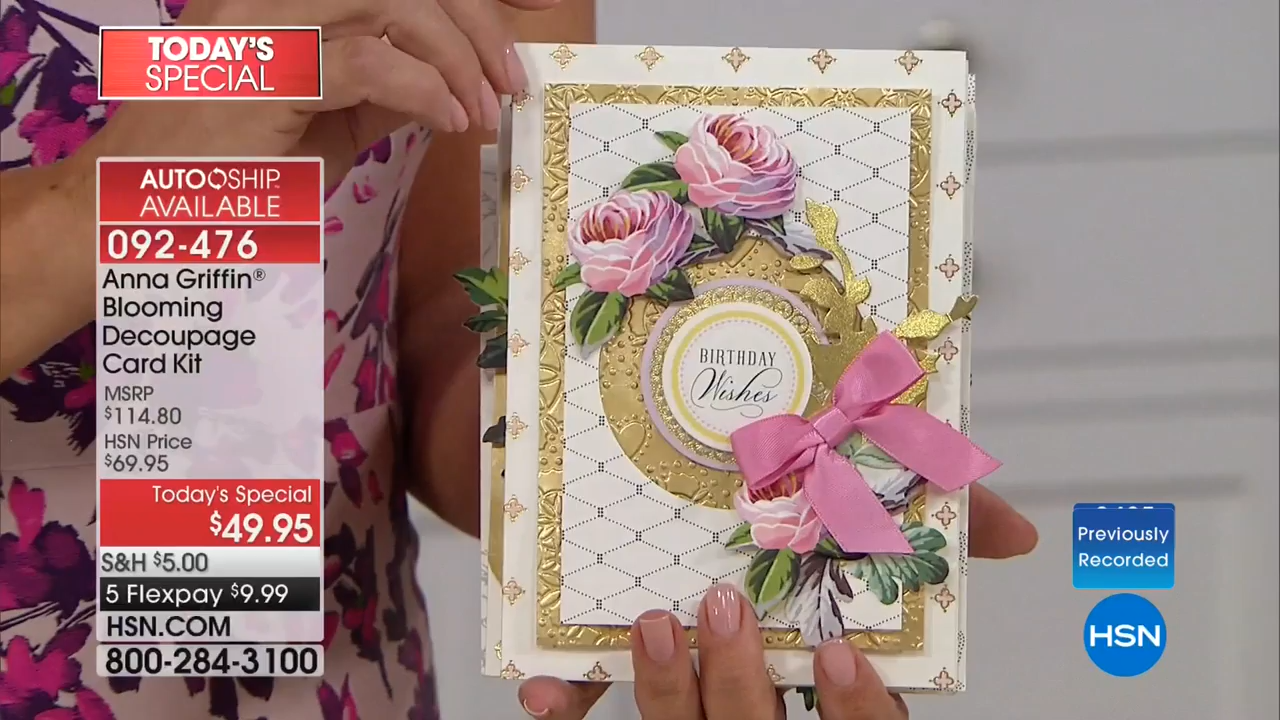 TODAY'S
SPECIAL
AUTOSHIP™
AVAILABLE
092-476
Anna Griffin®
Blooming
Decoupage
Card Kit
MSRP
$114.80
HSN Price
$69.95
Today's Special
$49.95
S&H $5.00
5 Flexpay $9.99
HSN.COM
800-284-3100
BIRTHDAY
Wishes
Previously
Recorded
HSN